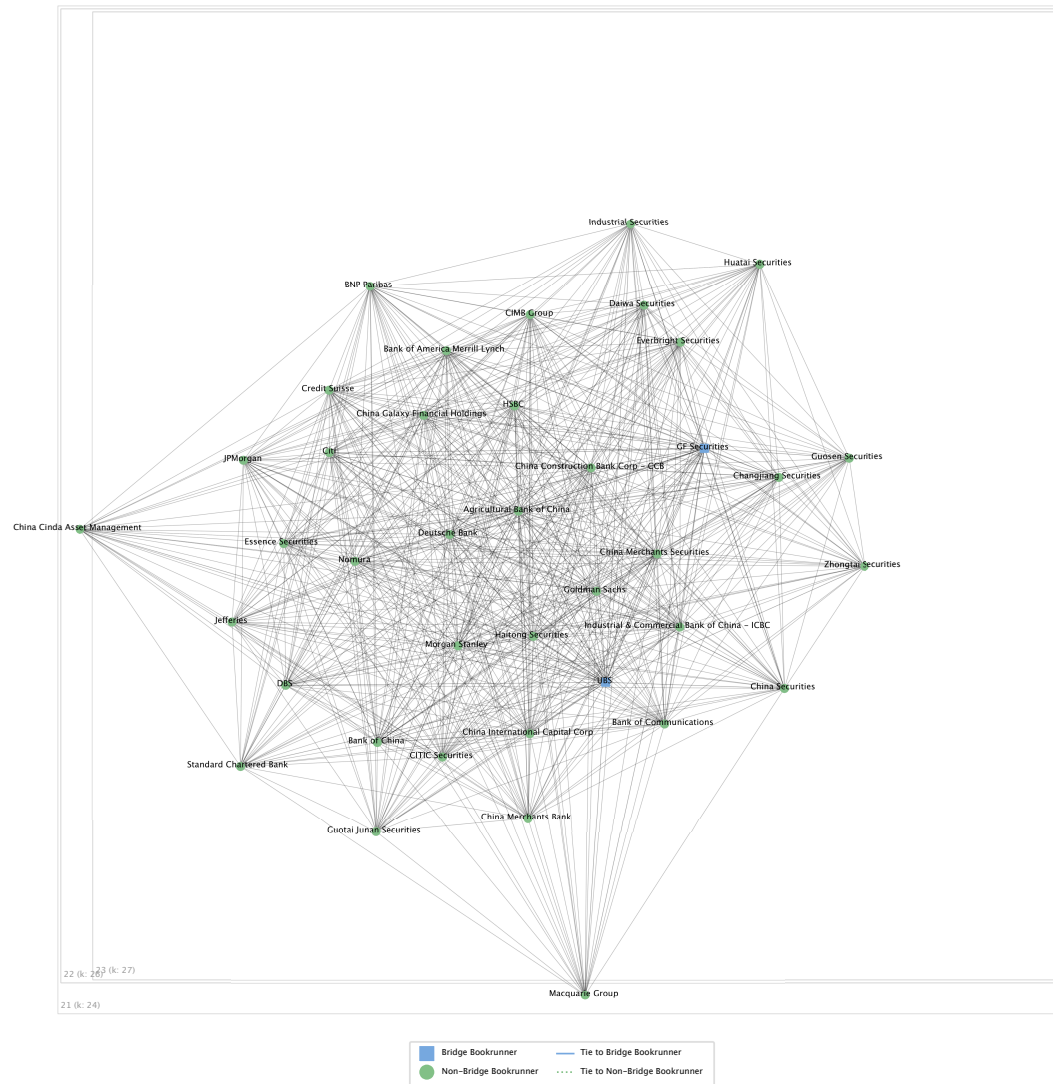 Industrial Securities
Huatai Securities
BNP Paribas
Daiwa Securities
CIMB Group
Everbright Securities
Bank of America Merrill Lynch
Credit Suisse
HSBC
China Galaxy Financial Holdings
GF Securities
Citi
Guosen Securities
JPMorgan
China Construction Bank Corp - CCB
Changjiang Securities
Agricultural Bank of China
China Cinda Asset Management
Deutsche Bank
Essence Securities
China Merchants Securities
Nomura
Zhongtai Securities
Goldman Sachs
Jefferies
Industrial & Commercial Bank of China - ICBC
Haitong Securities
Morgan Stanley
UBS
DBS
China Securities
Bank of Communications
China International Capital Corp
Bank of China
CITIC Securities
Standard Chartered Bank
China Merchants Bank
Guotai Junan Securities
23 (k: 27)
22 (k: 26)
Macquarie Group
21 (k: 24)
Bridge Bookrunner
Tie to Bridge Bookrunner
Non-Bridge Bookrunner
Tie to Non-Bridge Bookrunner